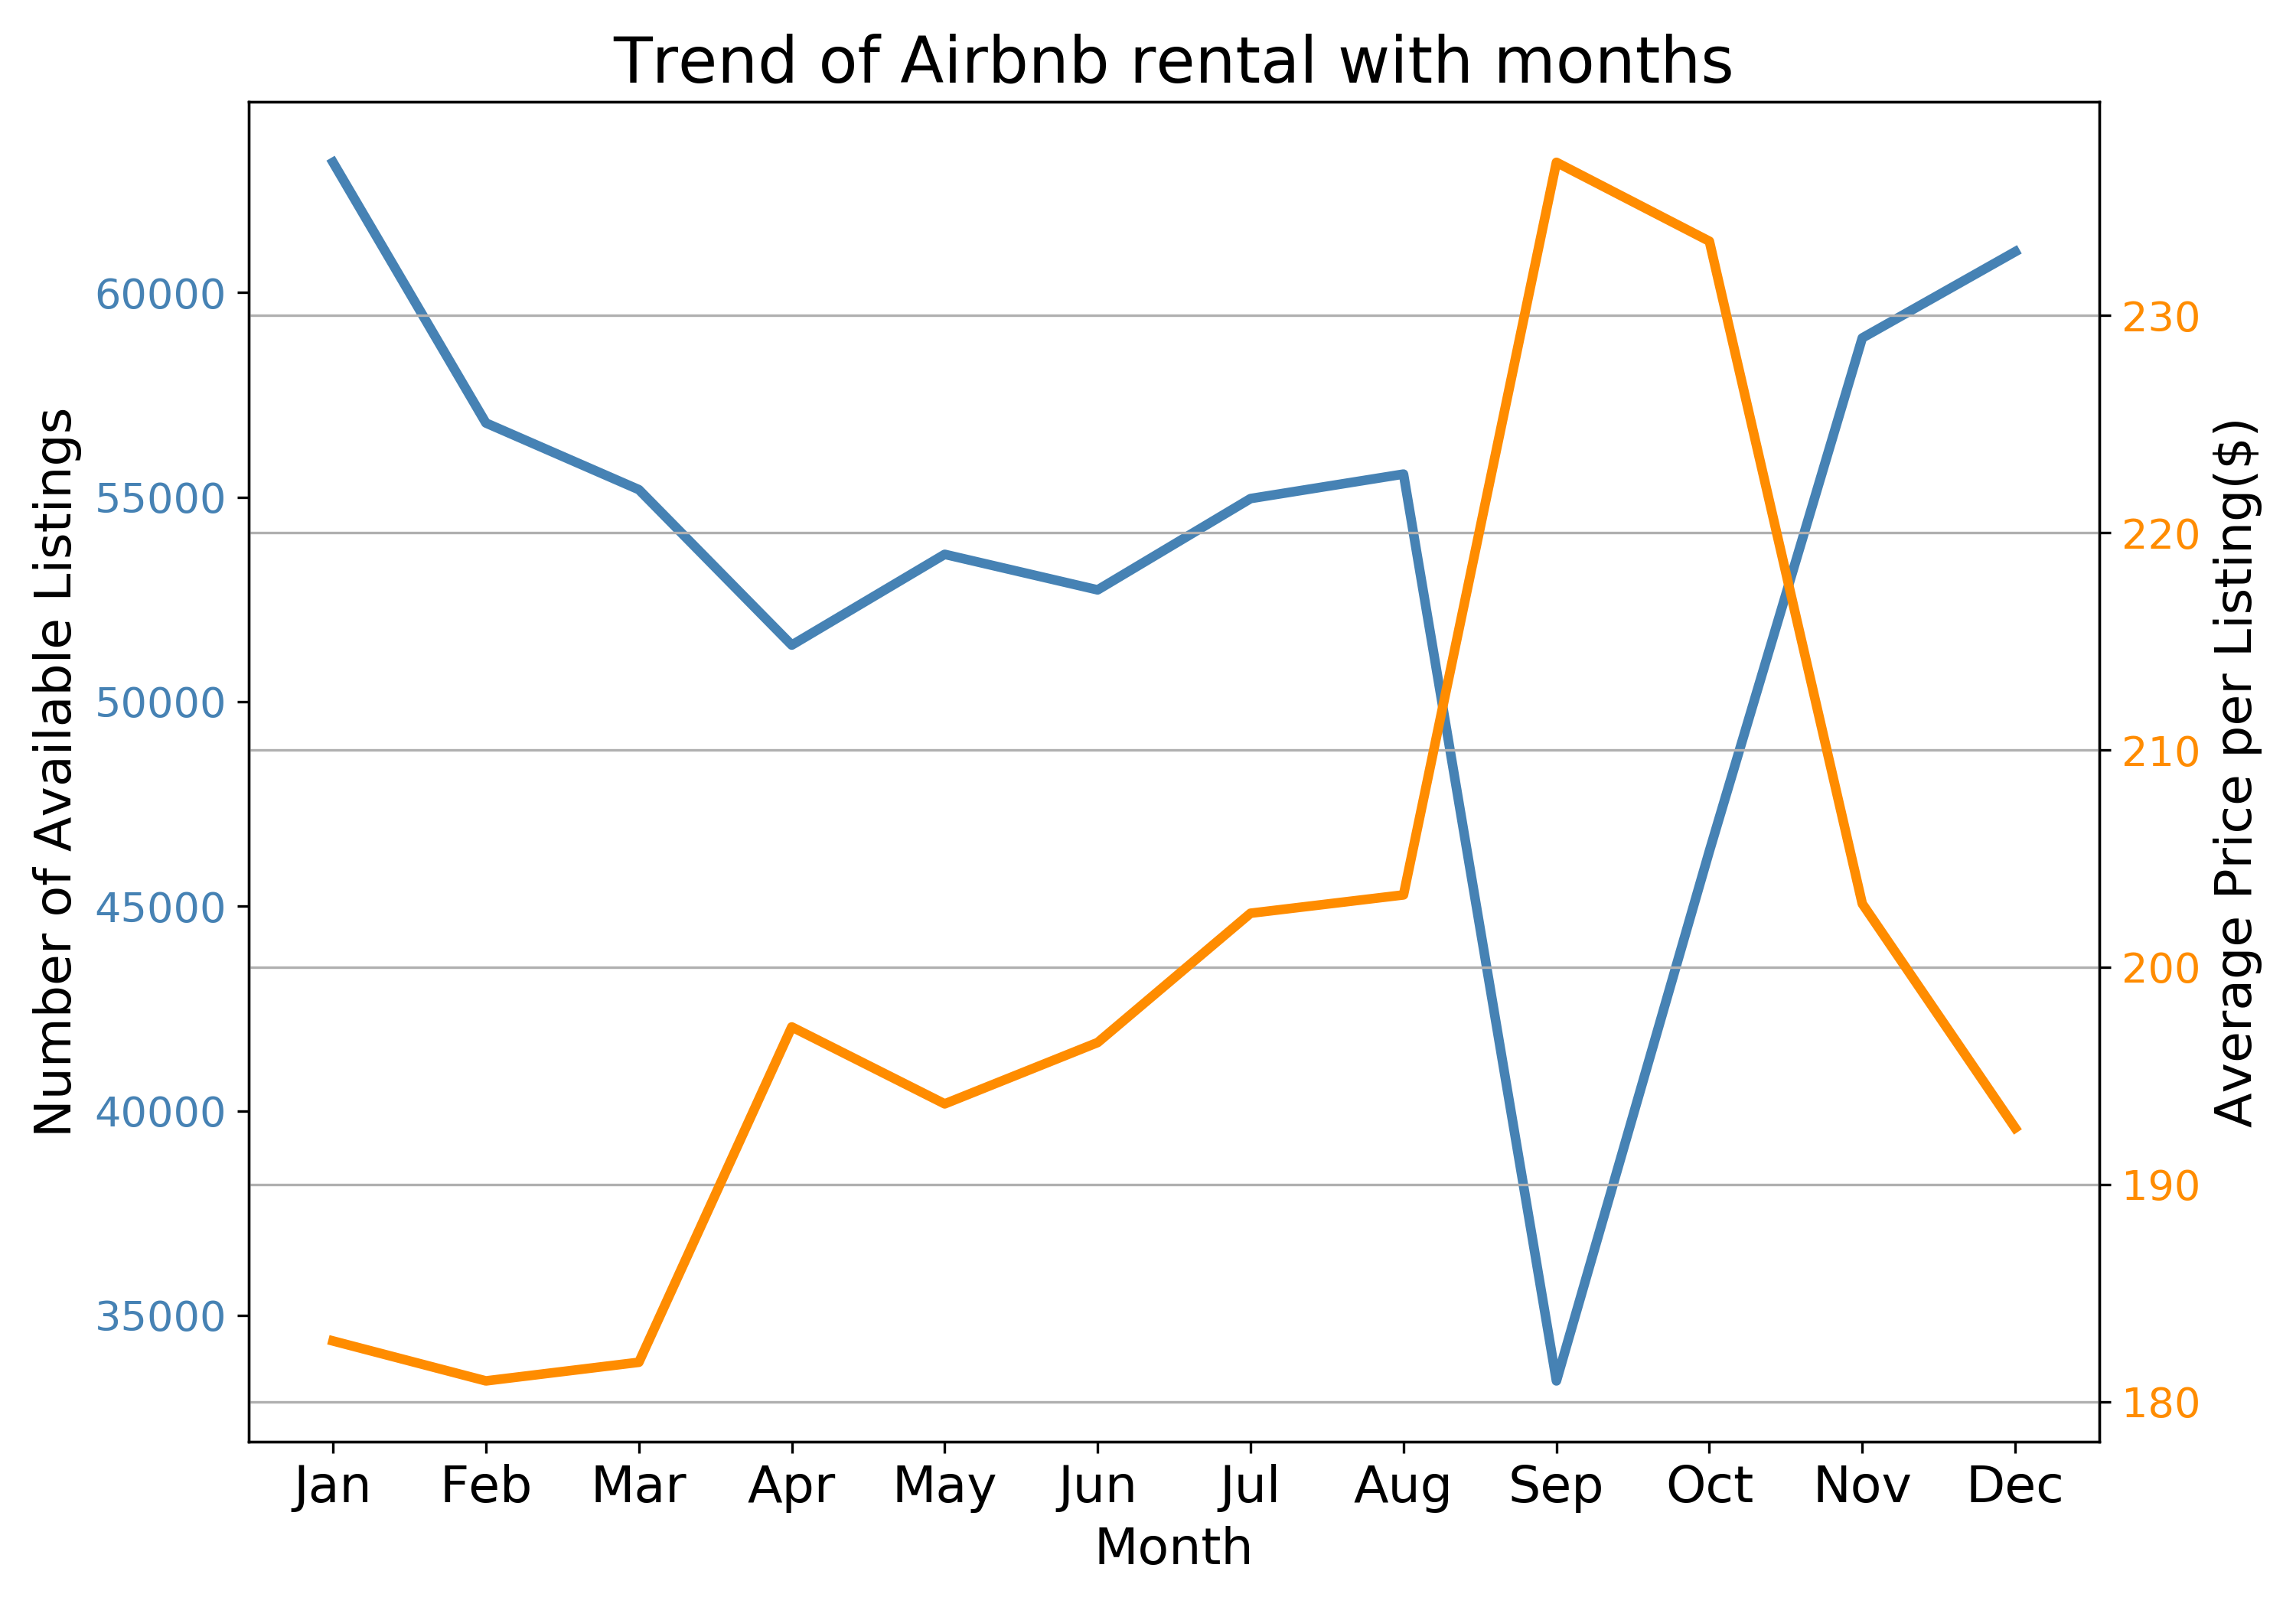 Trend of Airbnb rental with months
Number of Available Listings
60000
55000
50000
45000
40000
35000
230
220
210
200
190
180
Average Price per Listing($)
Jan Feb Mar Apr May Jun Jul Aug Sep Oct Nov Dec
Month